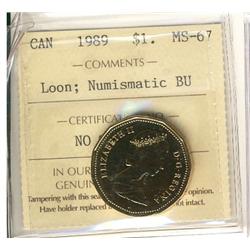 CAN 1989 $1. MS-67
COMMENTS
Loon; Numismatic BU
NO
IN OUR
GENUIN
Tampering with this sea opinion.
Have holder replaced not intact.
ELIZABETH II D·G·REGINA